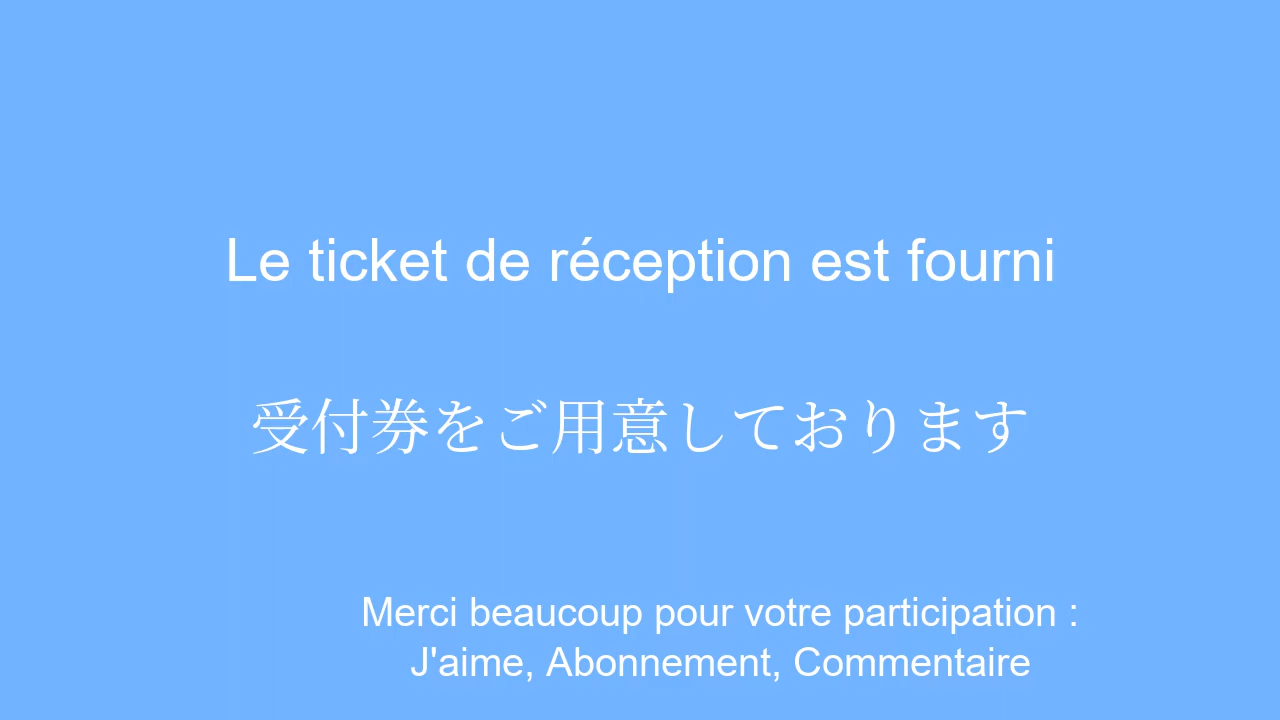 Le ticket de réception est fourni
受付券をご用意しております
Merci beaucoup pour votre participation :
J'aime, Abonnement, Commentaire